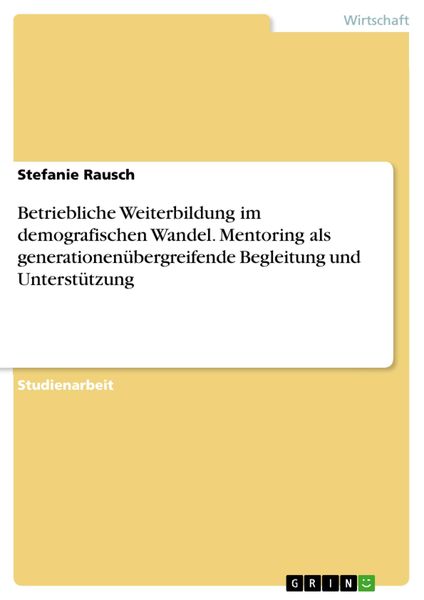 Wirtschaft
Stefanie Rausch
Betriebliche Weiterbildung im
demografischen Wandel. Mentoring als
generationenübergreifende Begleitung und
Unterstützung
Studienarbeit
GRIN